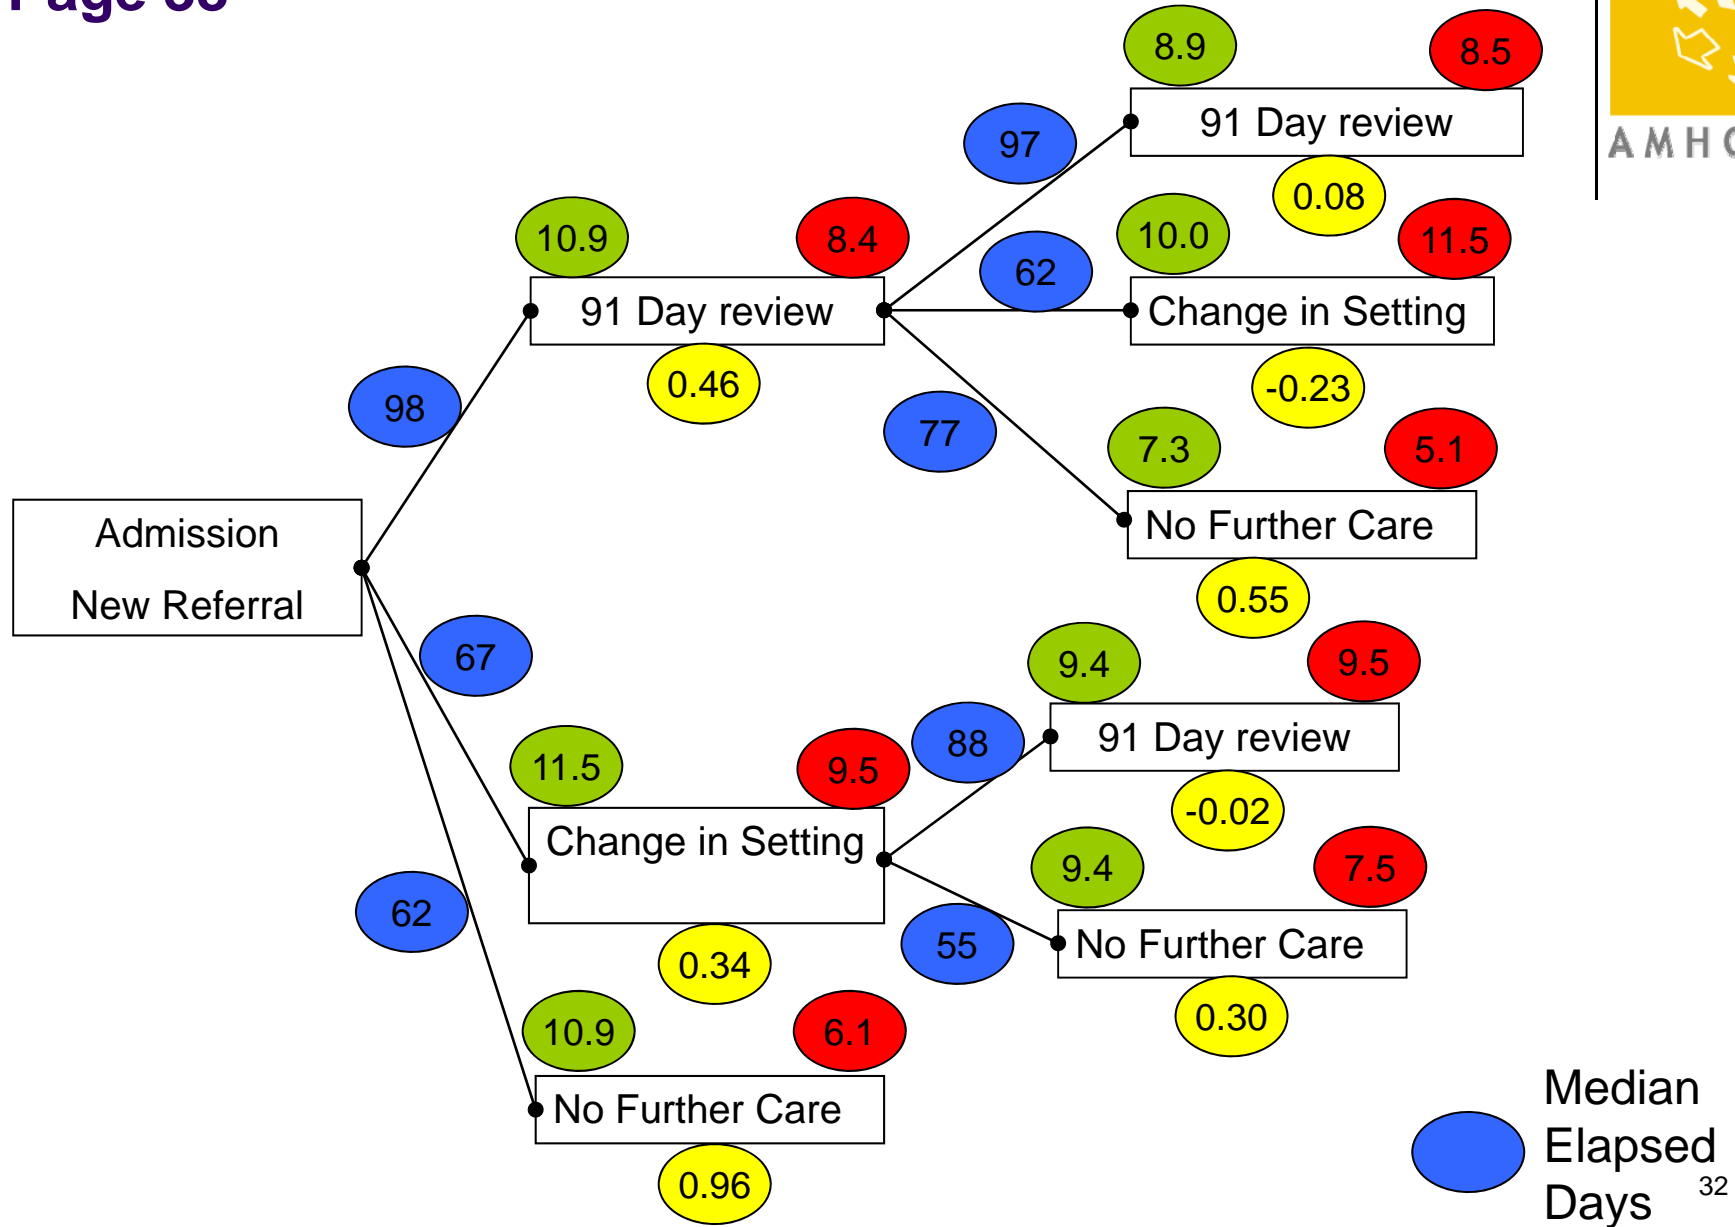 8.9
8.5
91 Day review
97
0.08
AMHO
10.9
8.4
10.0
11.5
62
91 Day review
Change in Setting
0.46
-0.23
98
77
7.3
5.1
Admission
New Referral
No Further Care
0.55
67
9.4
9.5
88
91 Day review
11.5
9.5
-0.02
Change in Setting
9.4
7.5
62
55
No Further Care
0.34
0.30
10.9
6.1
No Further Care
0.96
Median
Elapsed
Days
32